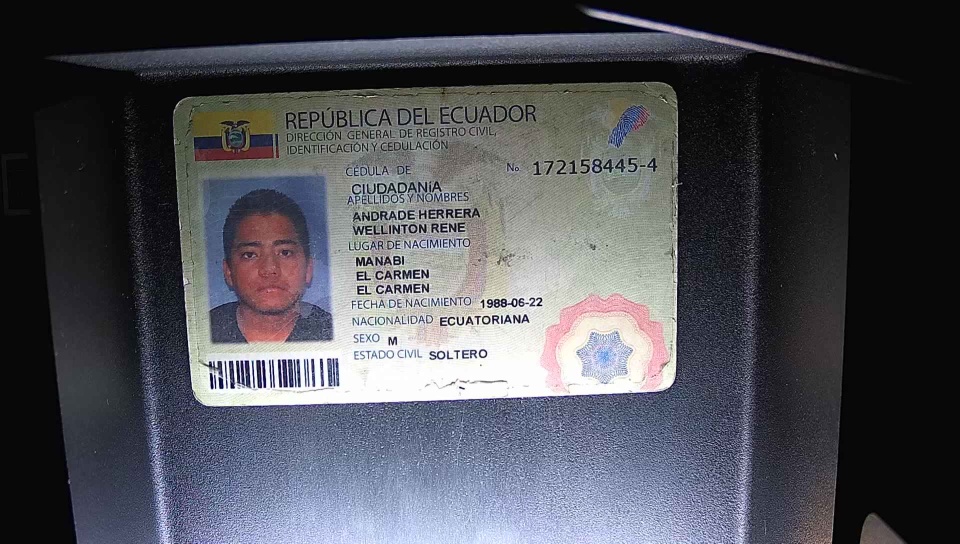 REPÚBLICA DEL ECUADOR
DIRECCIÓN GENERAL DE REGISTRO CIVIL,
IDENTIFICACIÓN Y CEDULACIÓN
CÉDULA DE No. 172158445-4
CIUDADANÍA
APELLIDOS Y NOMBRES
ANDRADE HERRERA
WELLINTON RENE
LUGAR DE NACIMIENTO
MANABI
EL CARMEN
EL CARMEN
FECHA DE NACIMIENTO 1988-06-22
NACIONALIDAD ECUATORIANA
SEXO M
ESTADO CIVIL SOLTERO